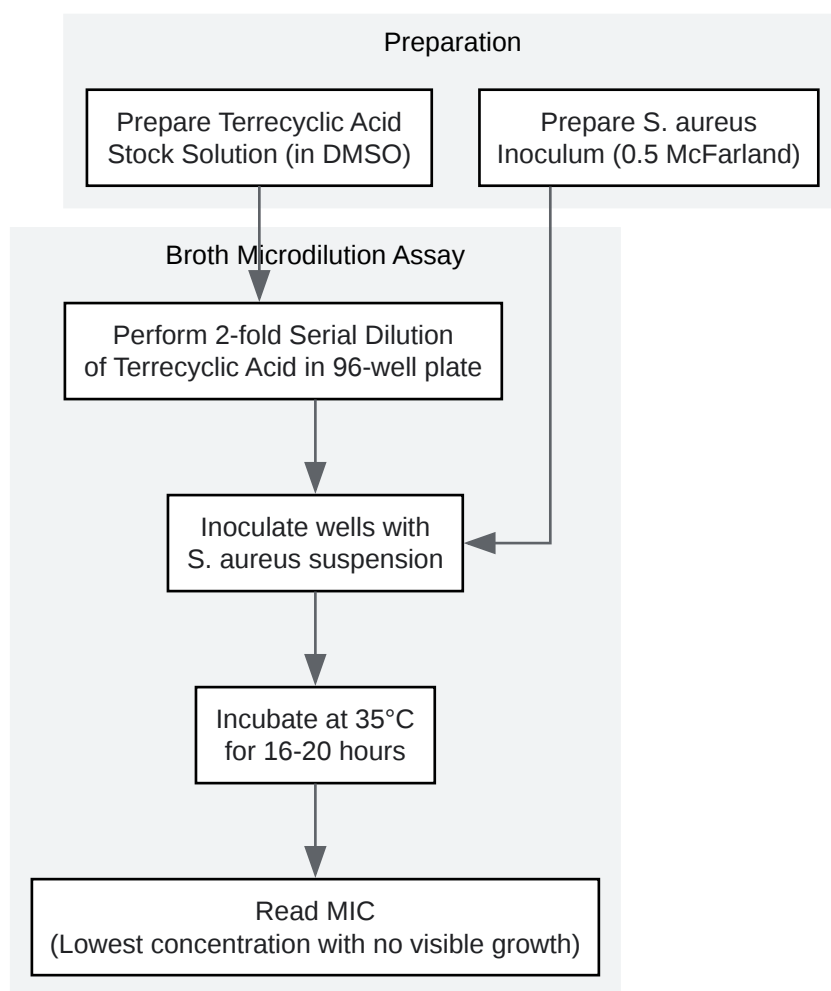 Preparation
Prepare Terrecyclic Acid
Stock Solution (in DMSO)
Prepare S. aureus
Inoculum (0.5 McFarland)
Broth Microdilution Assay
Perform 2-fold Serial Dilution
of Terrecyclic Acid in 96-well plate
Inoculate wells with
S. aureus suspension
Incubate at 35°C
for 16-20 hours
Read MIC
(Lowest concentration with no visible growth)